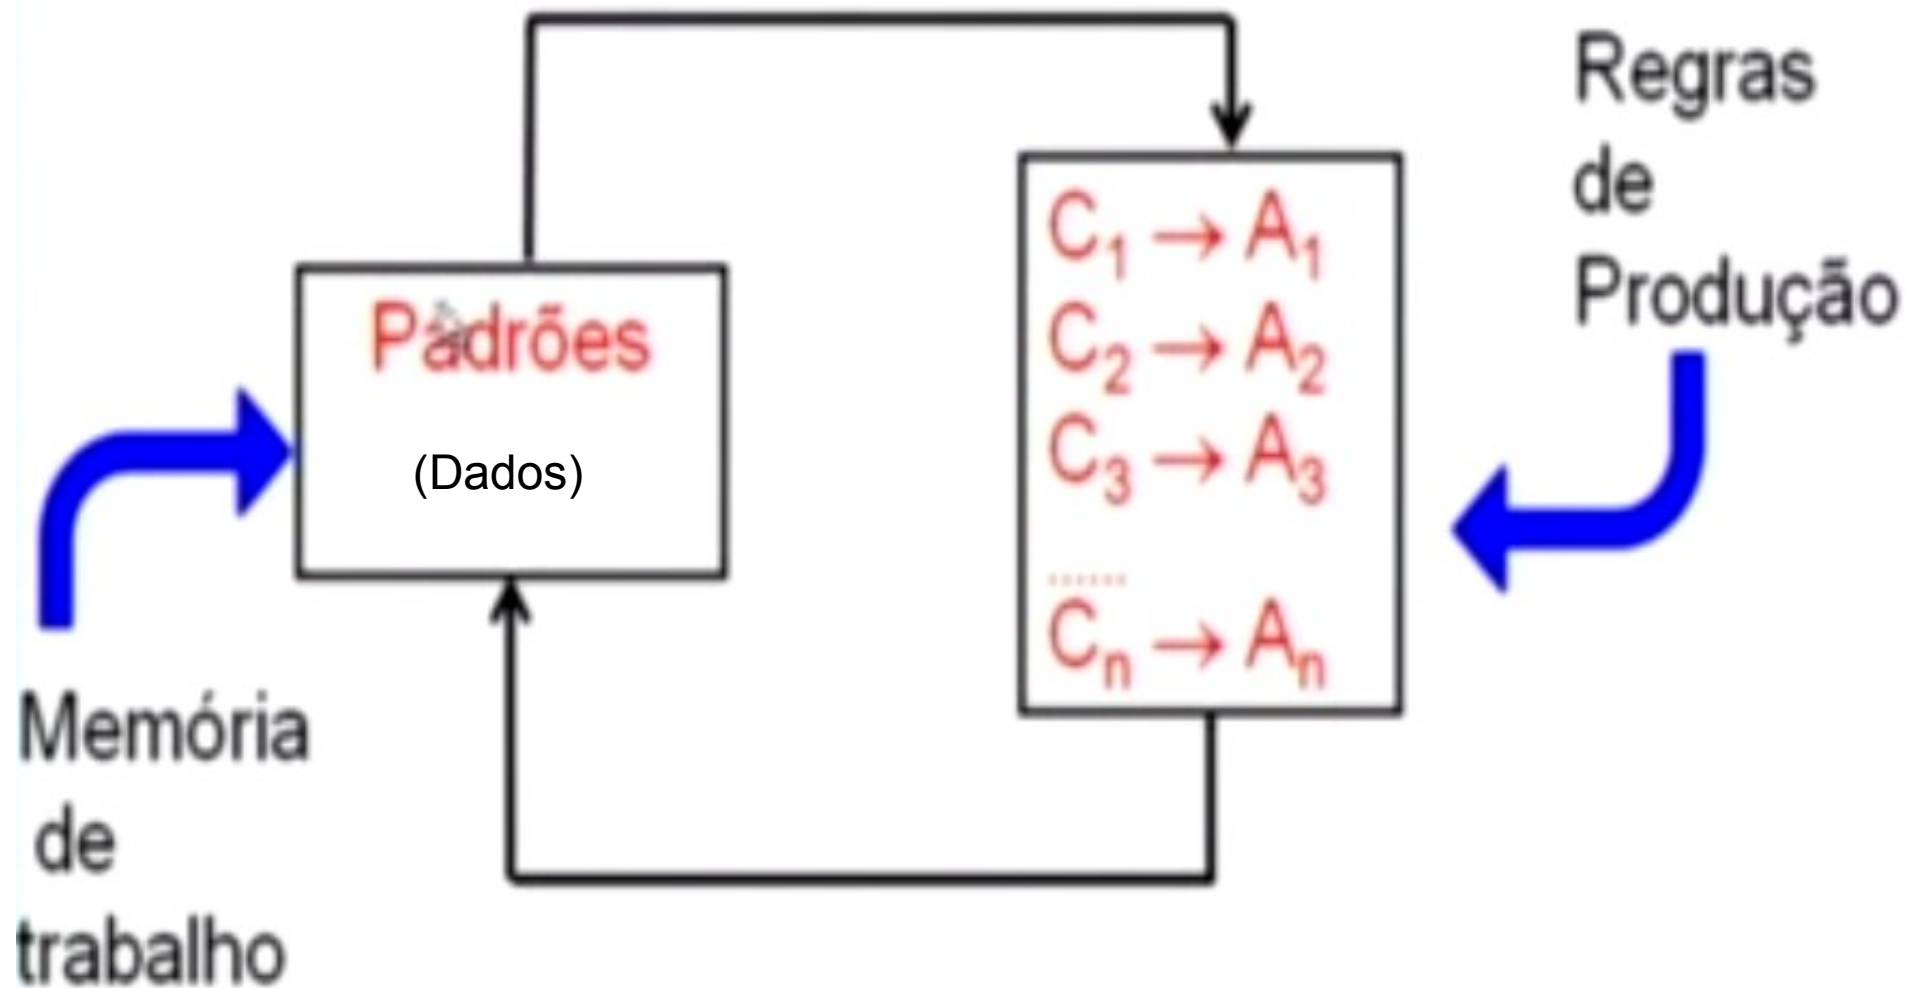 Regras
de
Produção
Padrões
(Dados)
C₁ → A₁
C₂ → A₂
C₃ → A₃
......
Cₙ → Aₙ
Memória
de
trabalho